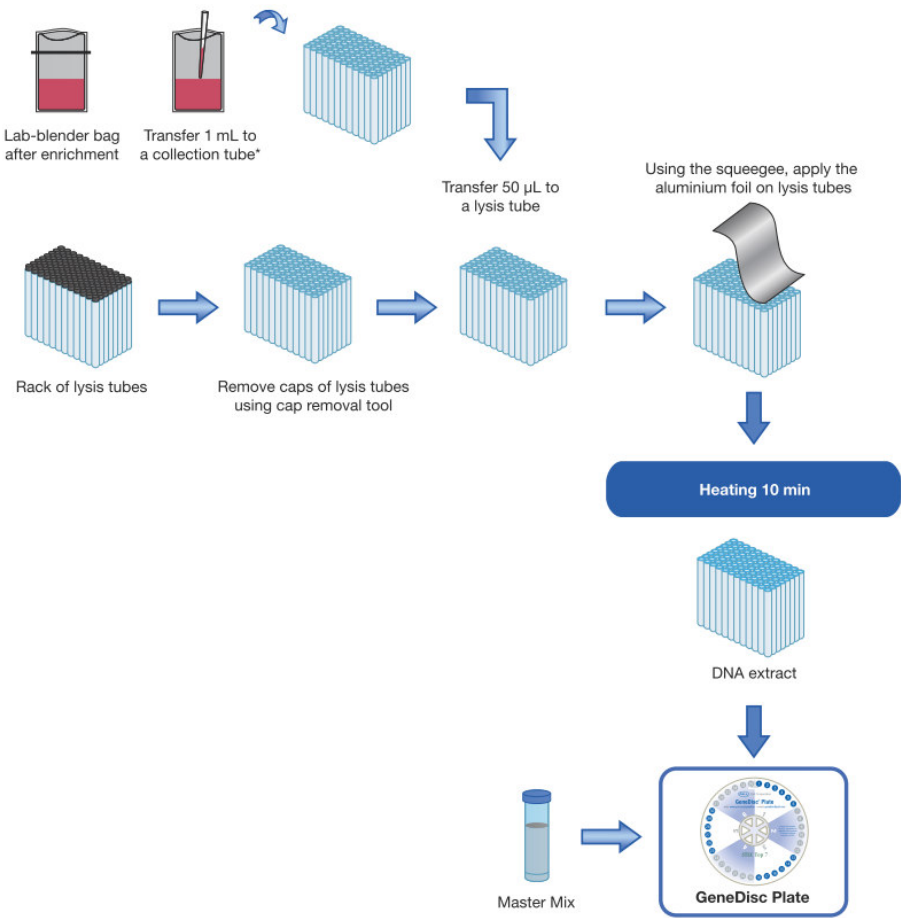 Lab-blender bag
after enrichment
Transfer 1 mL to
a collection tube*
Transfer 50 µL to
a lysis tube
Using the squeegee, apply the
aluminium foil on lysis tubes
Rack of lysis tubes
Remove caps of lysis tubes
using cap removal tool
Heating 10 min
DNA extract
Master Mix
GeneDisc Plate
GeneDisc Plate